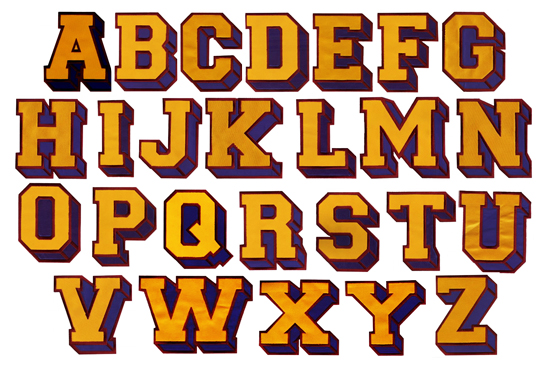 ABCDEFG
HIJKLMN
OPQRSTU
VWXYZ